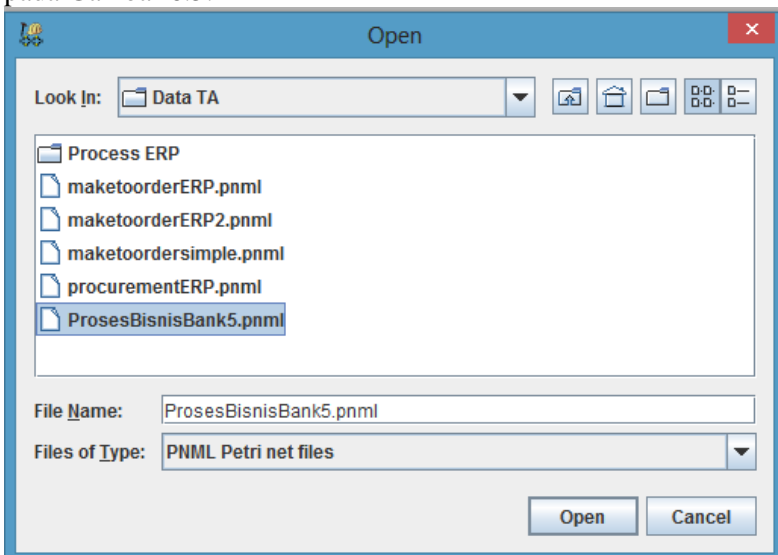 Open
Look In: Data TA
Process ERP
maketoorderERP.pnml
maketoorderERP2.pnml
maketoordersimple.pnml
procurementERP.pnml
ProsesBisnisBank5.pnml
File Name: ProsesBisnisBank5.pnml
Files of Type: PNML Petri net files
Open Cancel